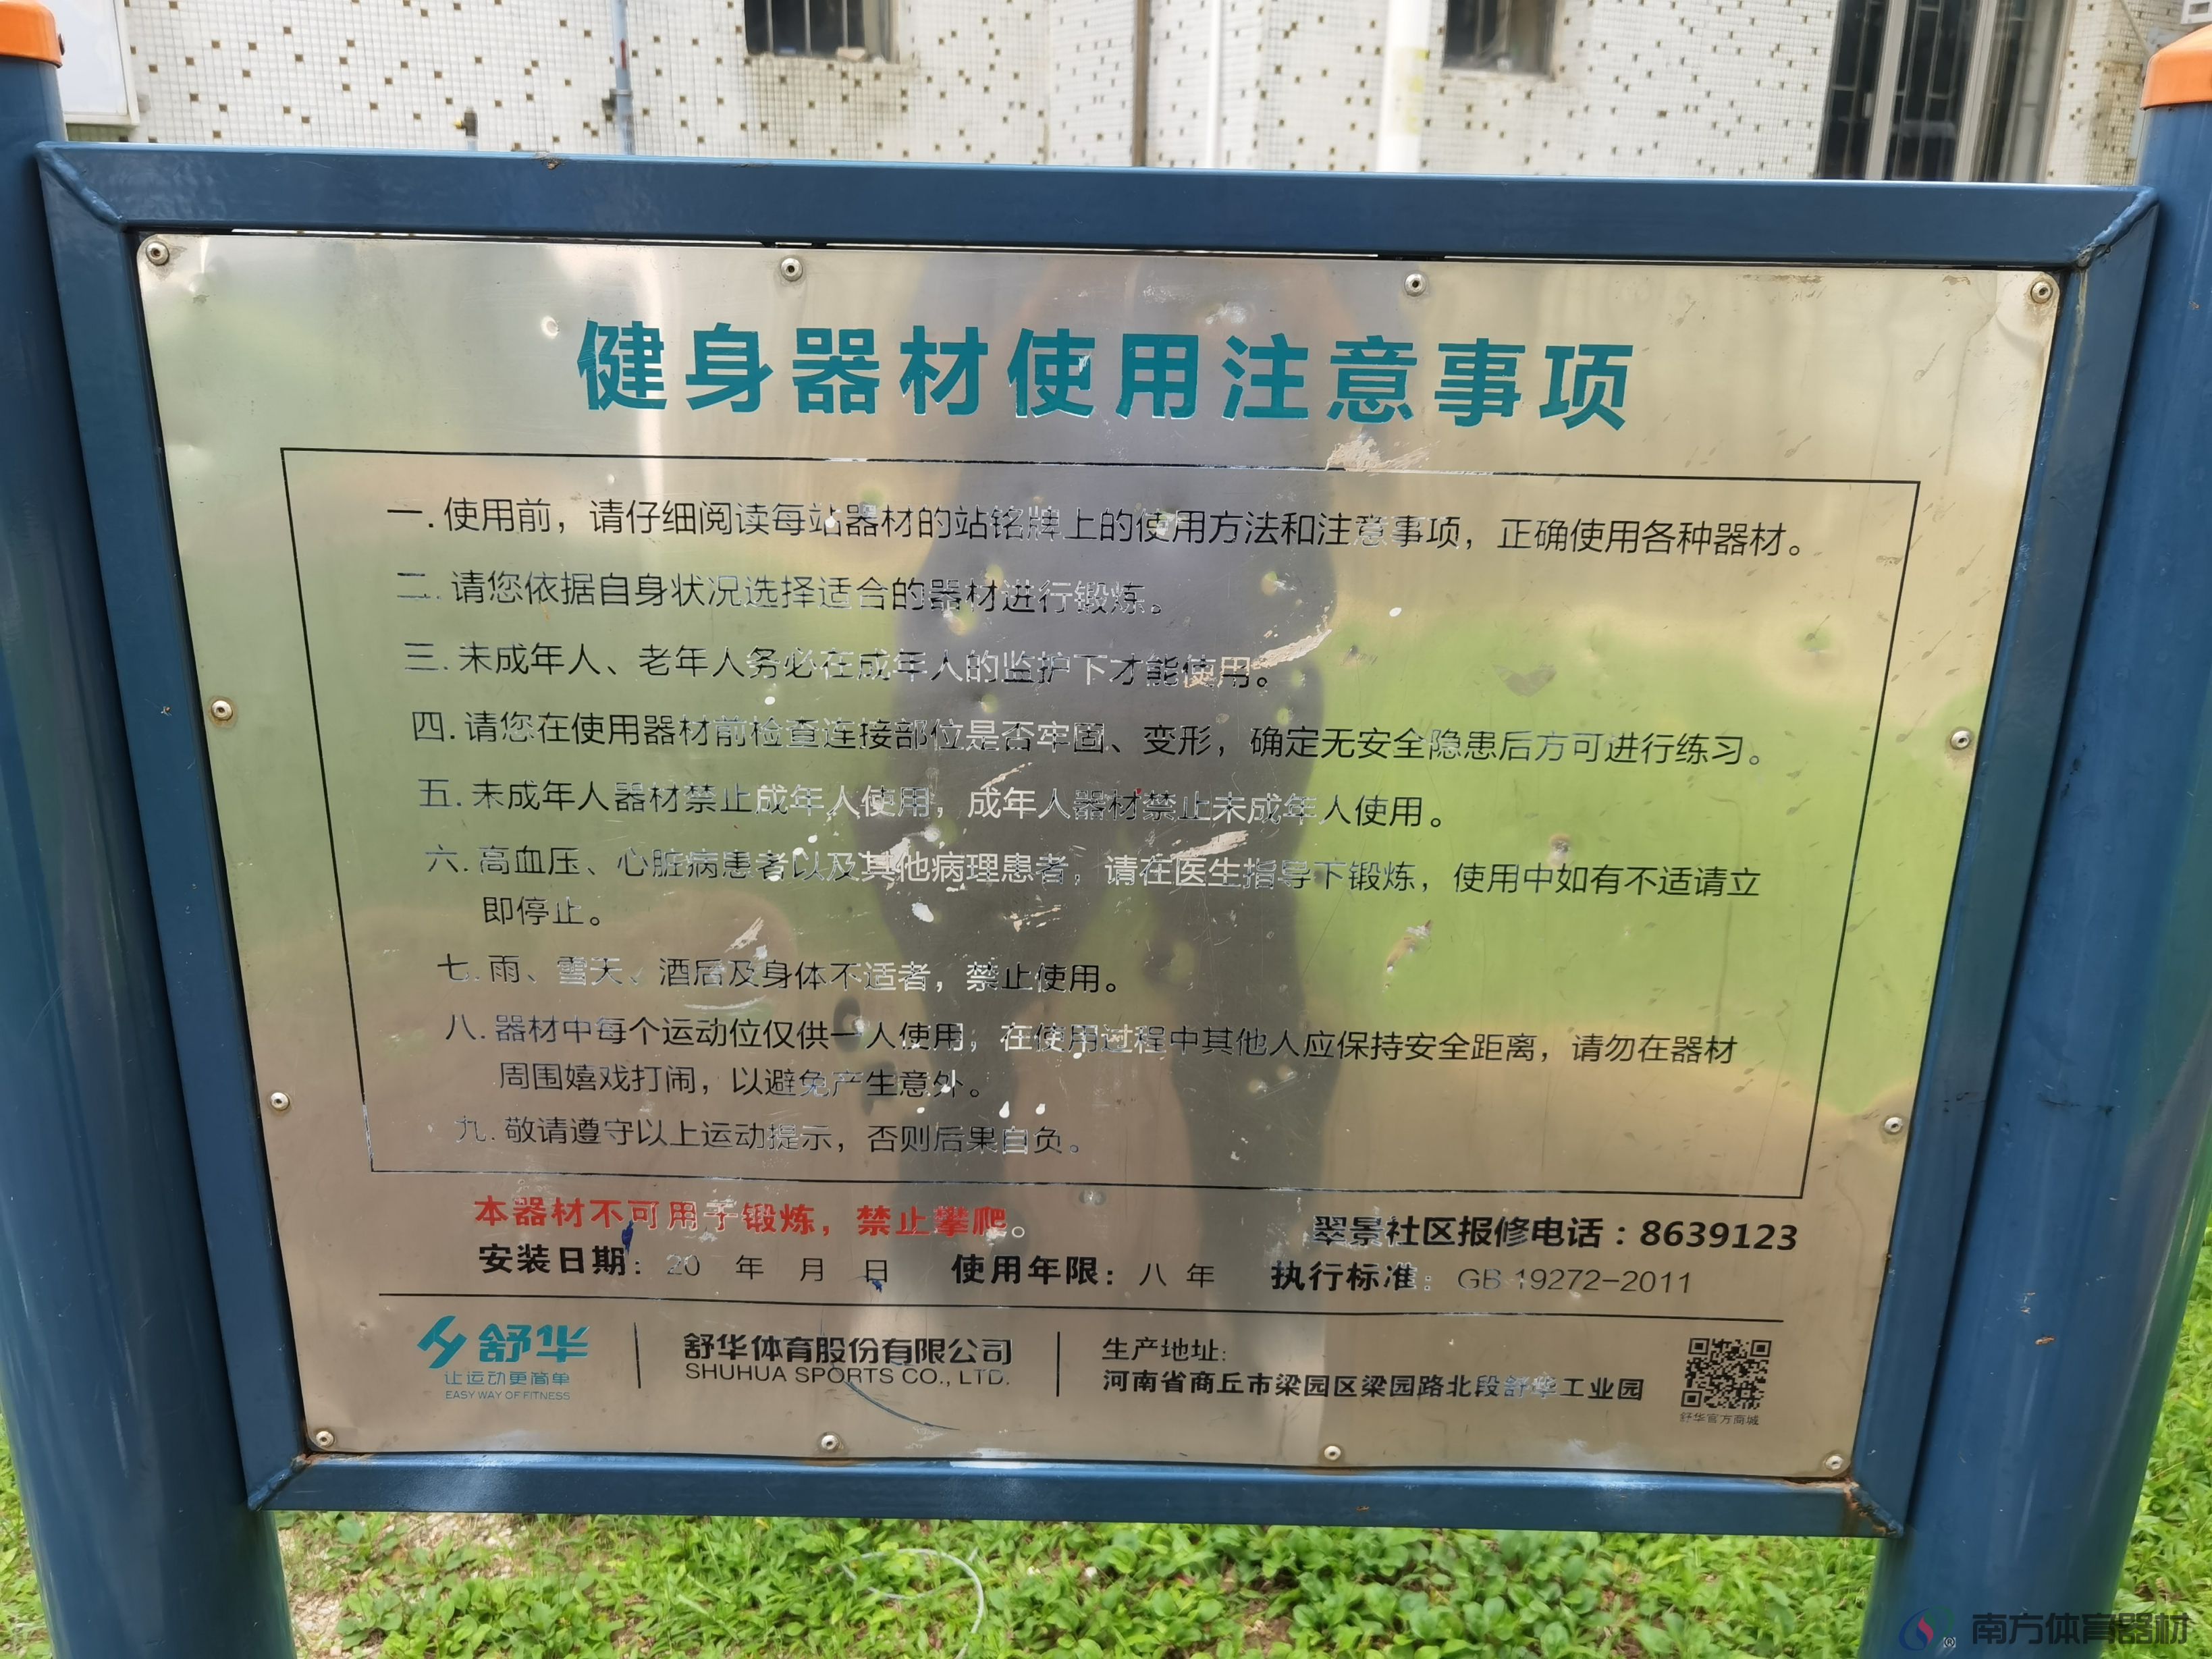 健身器材使用注意事项
一.使用前，请仔细阅读每站器材的站铭牌上的使用方法和注意事项，正确使用各种器材。
二.请您依据自身状况选择适合的器材进行锻炼。
三.未成年人、老年人务必在成年人的监护下才能使用。
四.请您在使用器材前检查连接部位是否牢固、变形，确定无安全隐患后方可进行练习。
五.未成年人器材禁止成年人使用，成年人器材禁止未成年人使用。
六.高血压、心脏病患者以及其他病理患者，请在医生指导下锻炼，使用中如有不适请立
即停止。
七.雨、雪天、酒后及身体不适者，禁止使用。
八.器材中每个运动位仅供一人使用，在使用过程中其他人应保持安全距离，请勿在器材
周围嬉戏打闹，以避免产生意外。
九.敬请遵守以上运动提示，否则后果自负。
本器材不可用于锻炼，禁止攀爬。
翠景社区报修电话：8639123
安装日期：20 年 月 日 使用年限：八 年 执行标准：GB 19272-2011
舒华
让运动更简单
EASY WAY OF FITNESS
舒华体育股份有限公司
SHUHUA SPORTS CO., LTD.
生产地址：
河南省商丘市梁园区梁园路北段舒华工业园
舒华官方商城
南方体育器材